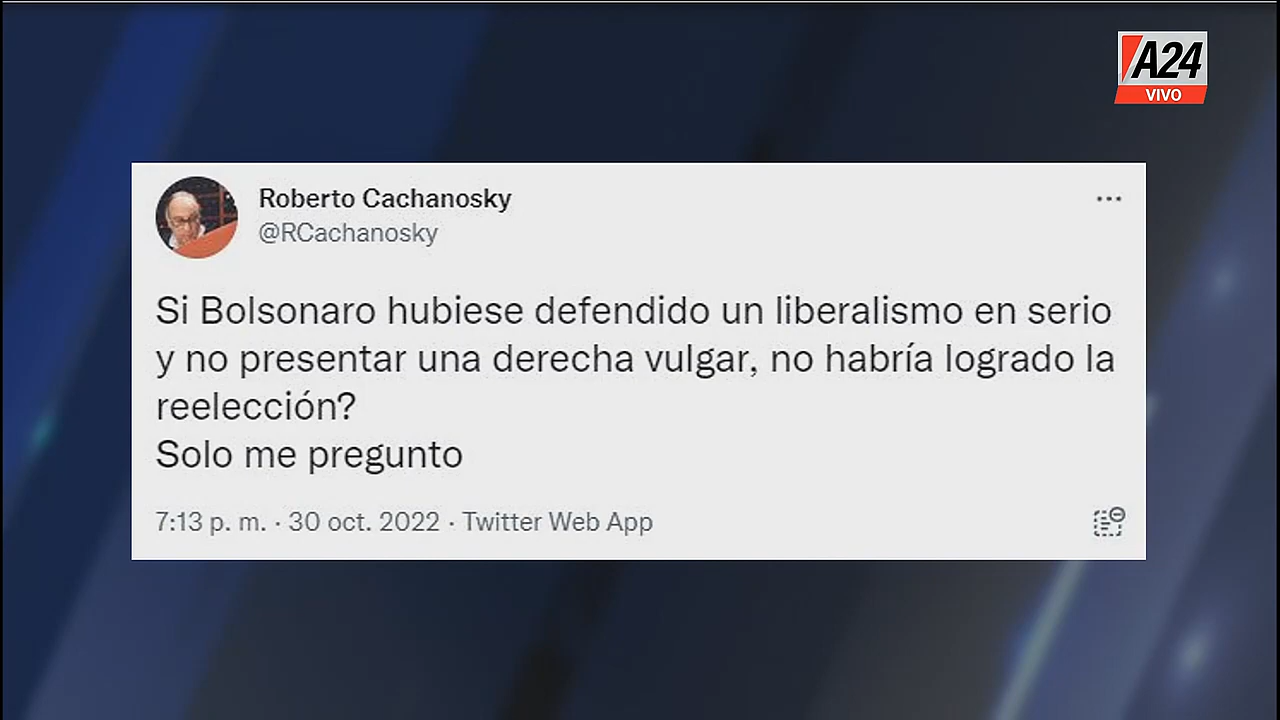 A24
VIVO
Roberto Cachanosky
@RCachanosky
Si Bolsonaro hubiese defendido un liberalismo en serio
y no presentar una derecha vulgar, no habría logrado la
reelección?
Solo me pregunto
7:13 p. m. · 30 oct. 2022 · Twitter Web App